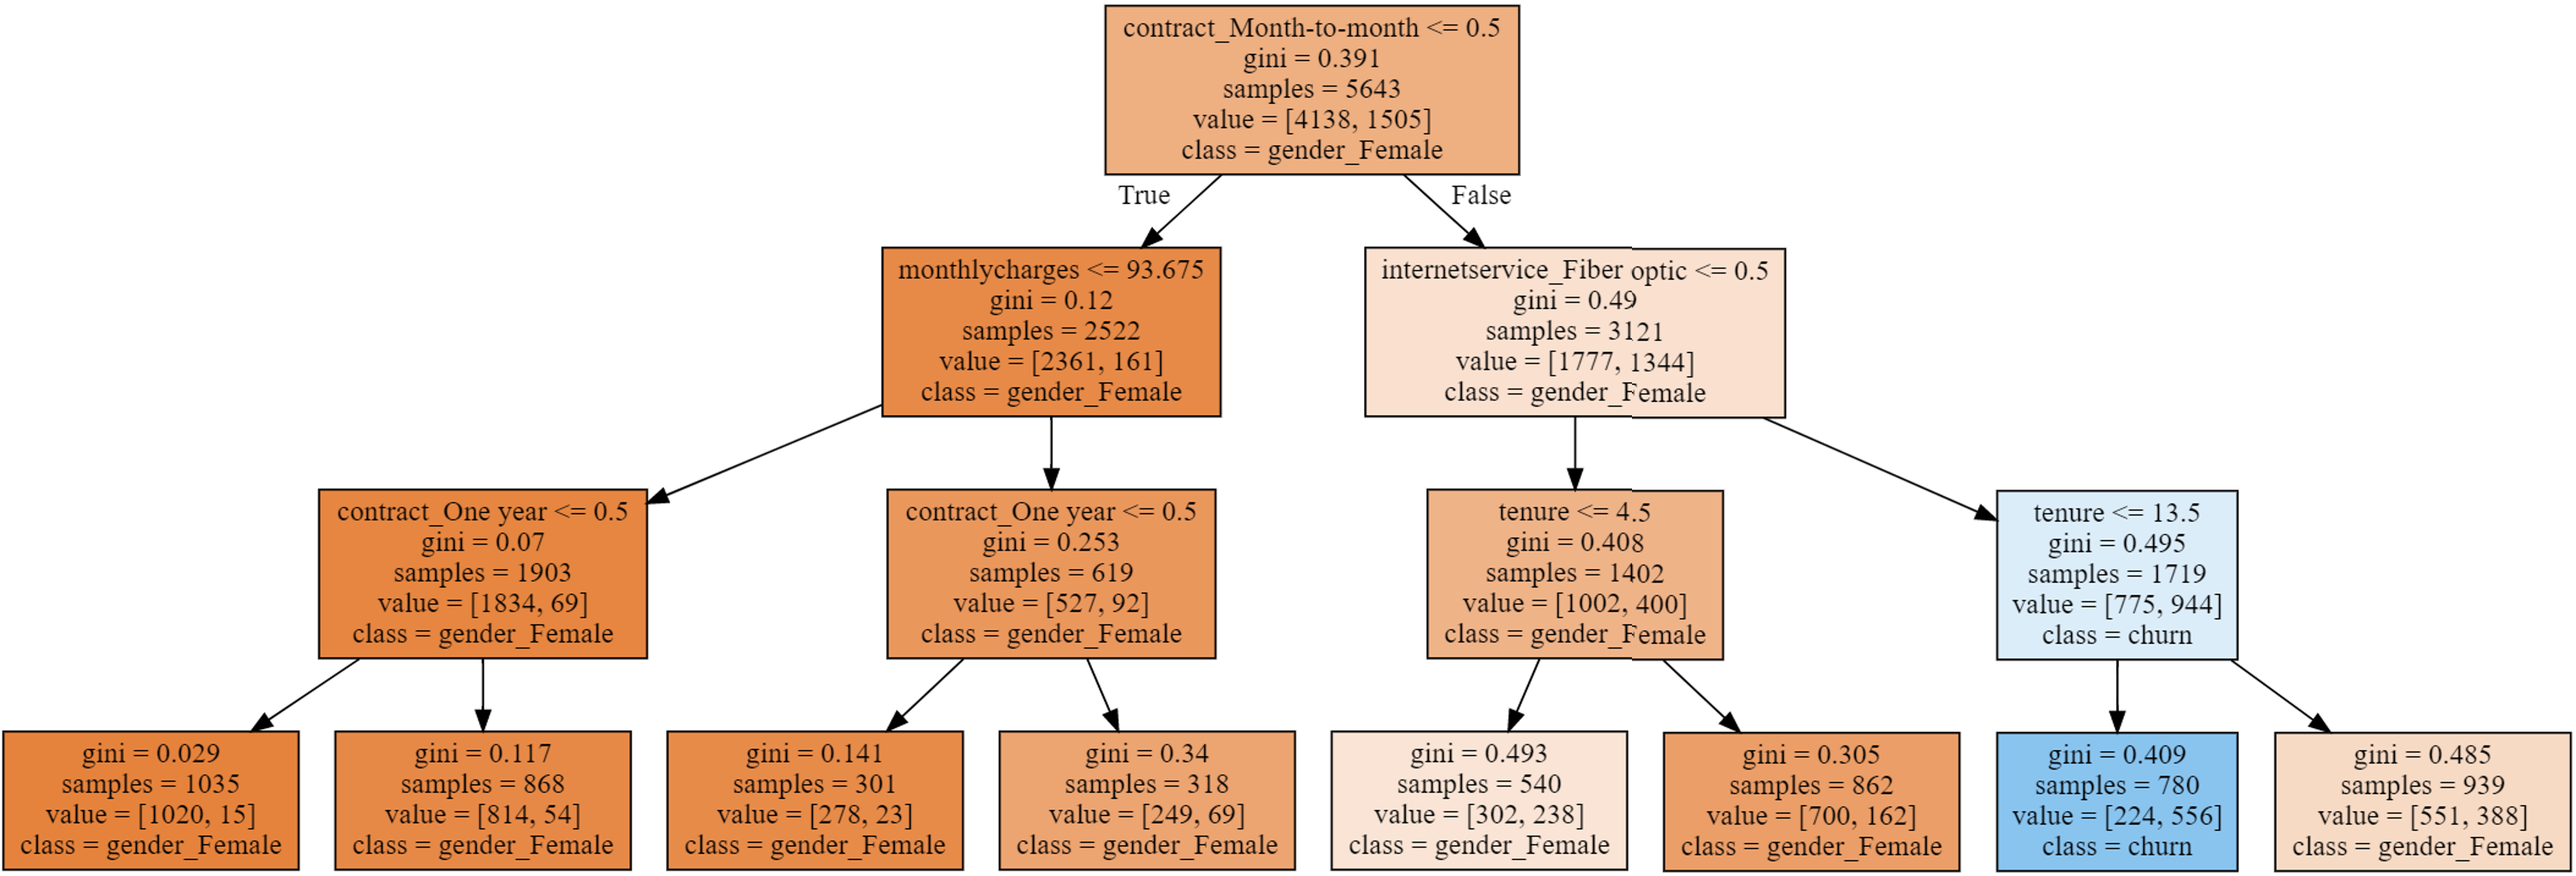 contract_Month-to-month <= 0.5
gini = 0.391
samples = 5643
value = [4138, 1505]
class = gender_Female
True
False
monthlycharges <= 93.675
gini = 0.12
samples = 2522
value = [2361, 161]
class = gender_Female
internetservice_Fiber optic <= 0.5
gini = 0.49
samples = 3121
value = [1777, 1344]
class = gender_Female
contract_One year <= 0.5
gini = 0.07
samples = 1903
value = [1834, 69]
class = gender_Female
contract_One year <= 0.5
gini = 0.253
samples = 619
value = [527, 92]
class = gender_Female
tenure <= 4.5
gini = 0.408
samples = 1402
value = [1002, 400]
class = gender_Female
tenure <= 13.5
gini = 0.495
samples = 1719
value = [775, 944]
class = churn
gini = 0.029
samples = 1035
value = [1020, 15]
class = gender_Female
gini = 0.117
samples = 868
value = [814, 54]
class = gender_Female
gini = 0.141
samples = 301
value = [278, 23]
class = gender_Female
gini = 0.34
samples = 318
value = [249, 69]
class = gender_Female
gini = 0.493
samples = 540
value = [302, 238]
class = gender_Female
gini = 0.305
samples = 862
value = [700, 162]
class = gender_Female
gini = 0.409
samples = 780
value = [224, 556]
class = churn
gini = 0.485
samples = 939
value = [551, 388]
class = gender_Female